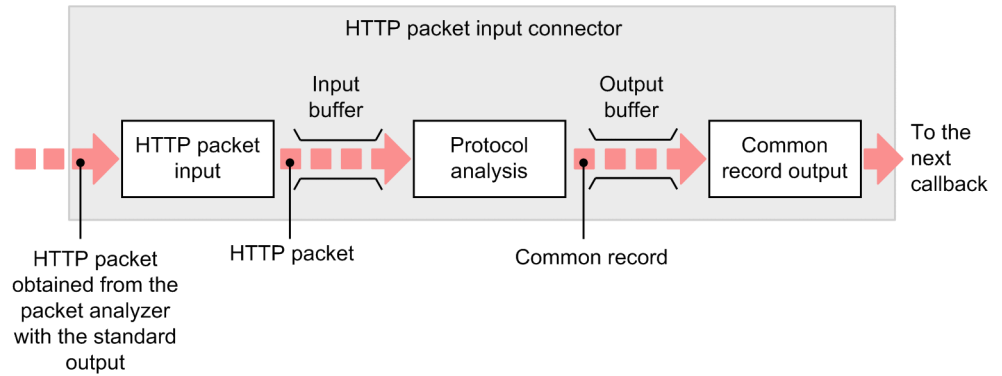 HTTP packet input connector
Input
buffer
Output
buffer
HTTP packet
input
Protocol
analysis
Common
record output
To the
next
callback
HTTP packet
obtained from the
packet analyzer
with the standard
output
HTTP packet
Common record